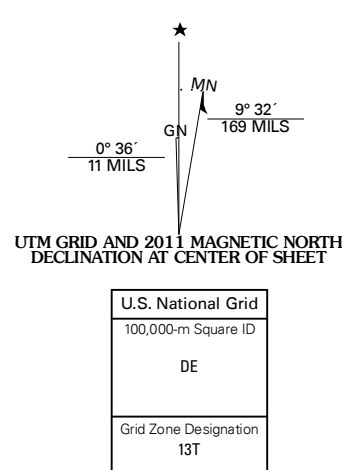 MN
GN
9° 32´
169 MILS
0° 36´
11 MILS
UTM GRID AND 2011 MAGNETIC NORTH
DECLINATION AT CENTER OF SHEET
U.S. National Grid
100,000-m Square ID
DE
Grid Zone Designation
13T